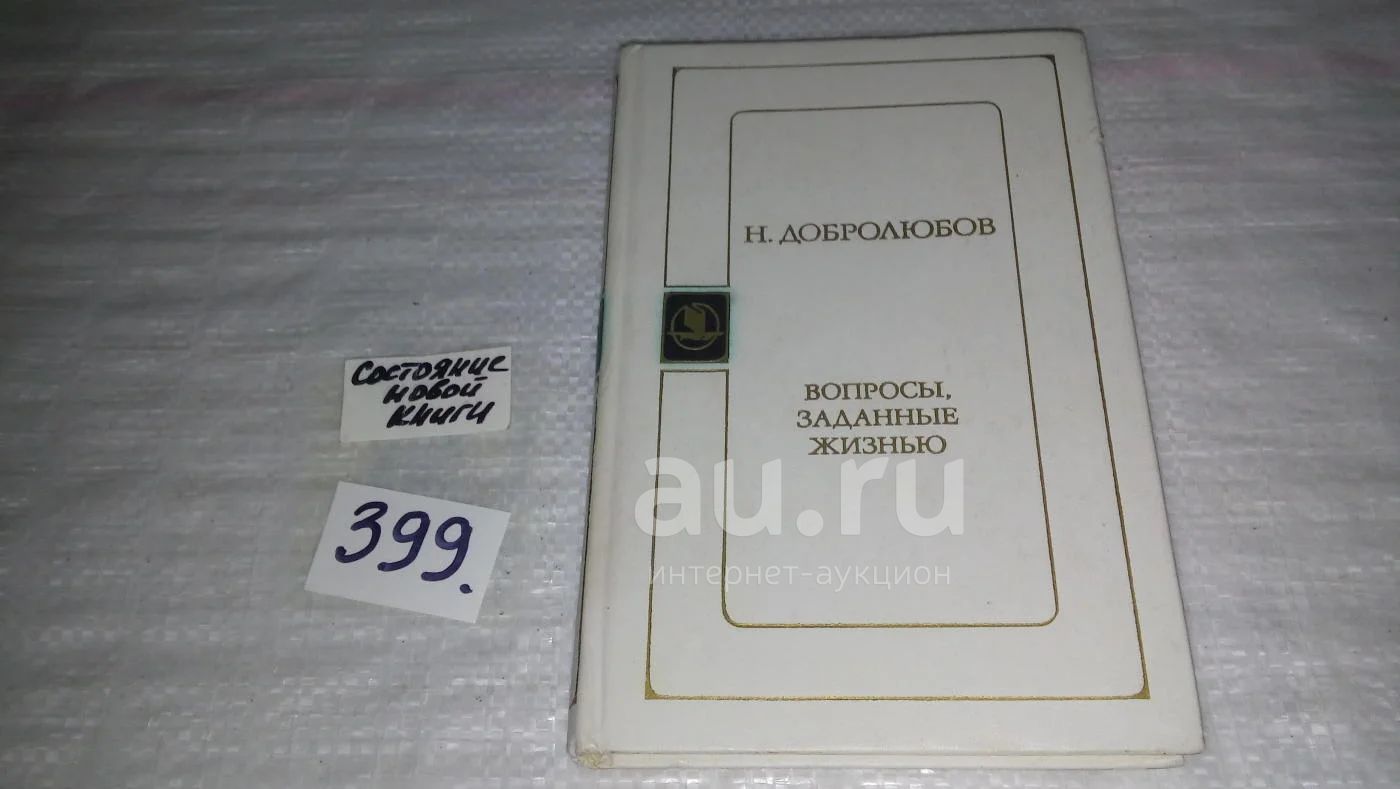 Н. ДОБРОЛЮБОВ
ВОПРОСЫ,
ЗАДАННЫЕ
ЖИЗНЬЮ
Состояние
новой
книги
399.
au.ru
интернет-аукцион